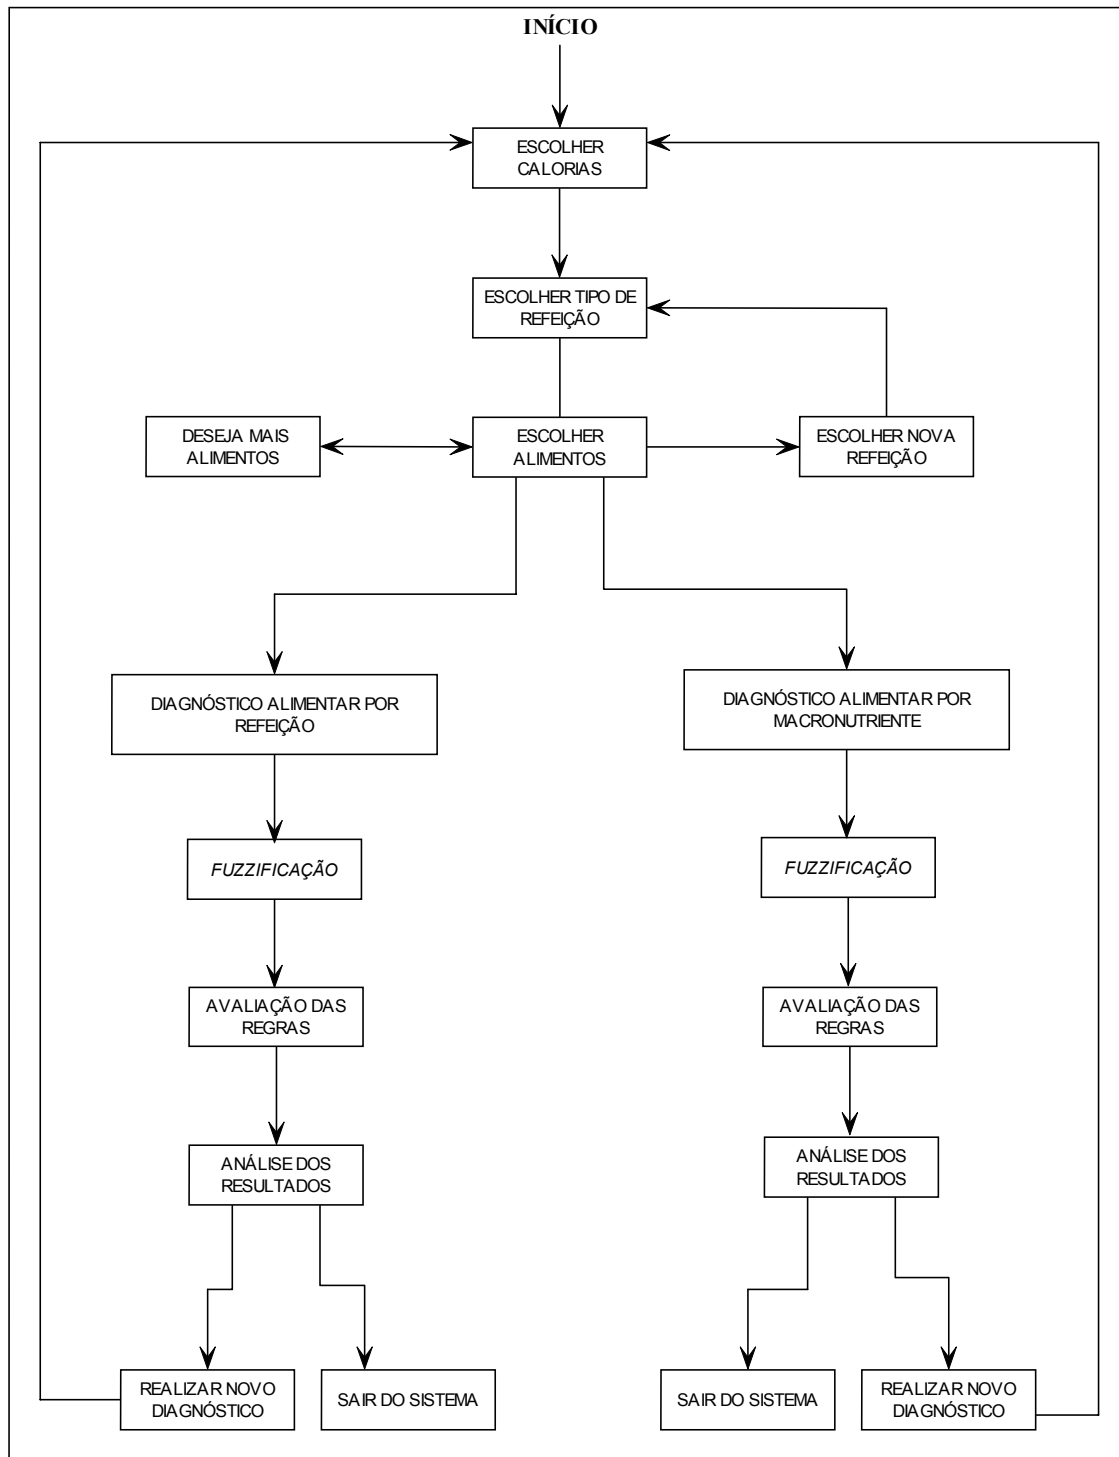 INÍCIO
ESCOLHER
CALORIAS
ESCOLHER TIPO DE
REFEIÇÃO
DESEJA MAIS
ALIMENTOS
ESCOLHER
ALIMENTOS
ESCOLHER NOVA
REFEIÇÃO
DIAGNÓSTICO ALIMENTAR POR
REFEIÇÃO
DIAGNÓSTICO ALIMENTAR POR
MACRONUTRIENTE
FUZZIFICAÇÃO
FUZZIFICAÇÃO
AVALIAÇÃO DAS
REGRAS
AVALIAÇÃO DAS
REGRAS
ANÁLISE DOS
RESULTADOS
ANÁLISE DOS
RESULTADOS
REALIZAR NOVO
DIAGNÓSTICO
SAIR DO SISTEMA
SAIR DO SISTEMA
REALIZAR NOVO
DIAGNÓSTICO